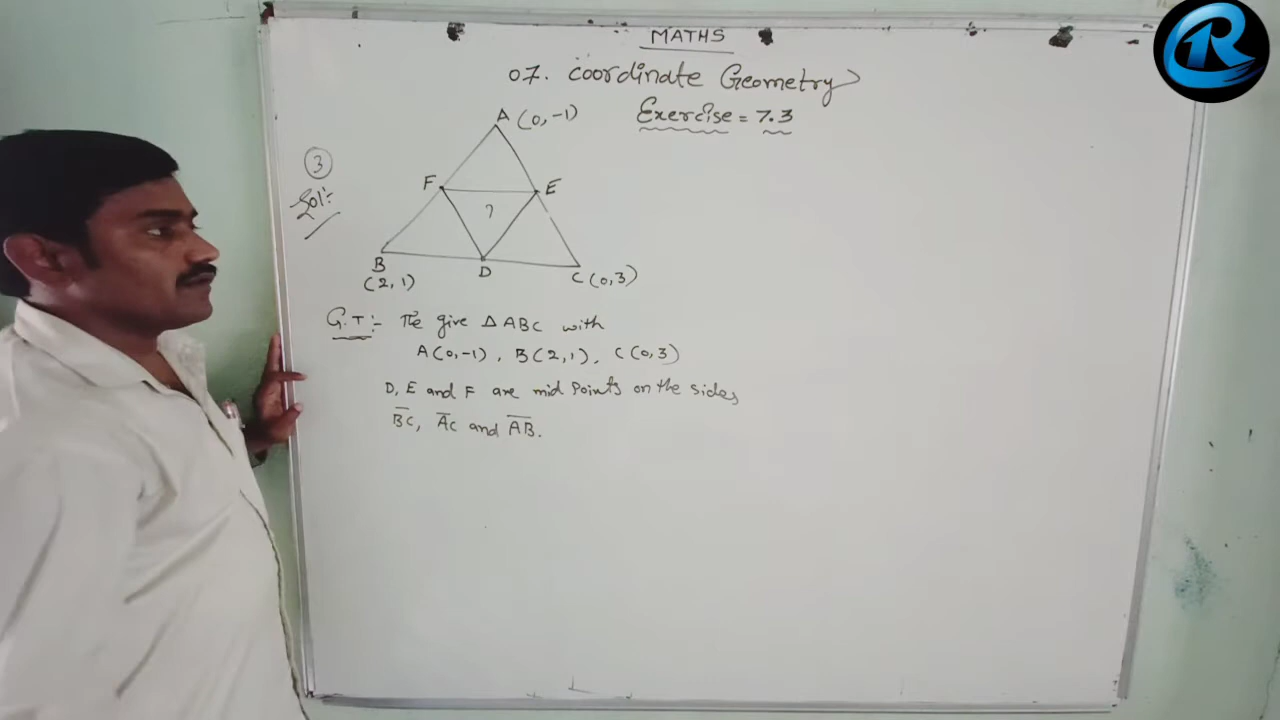 MATHS
07. Coordinate Geometry
Exercise = 7.3
A (0, -1)
3
Sol:-
F
E
?
B
(2, 1)
D
C (0, 3)
G.T :- The give Δ ABC with
A (0, -1), B (2, 1), C (0, 3)
D, E and F are mid points on the sides
BC, AC and AB.